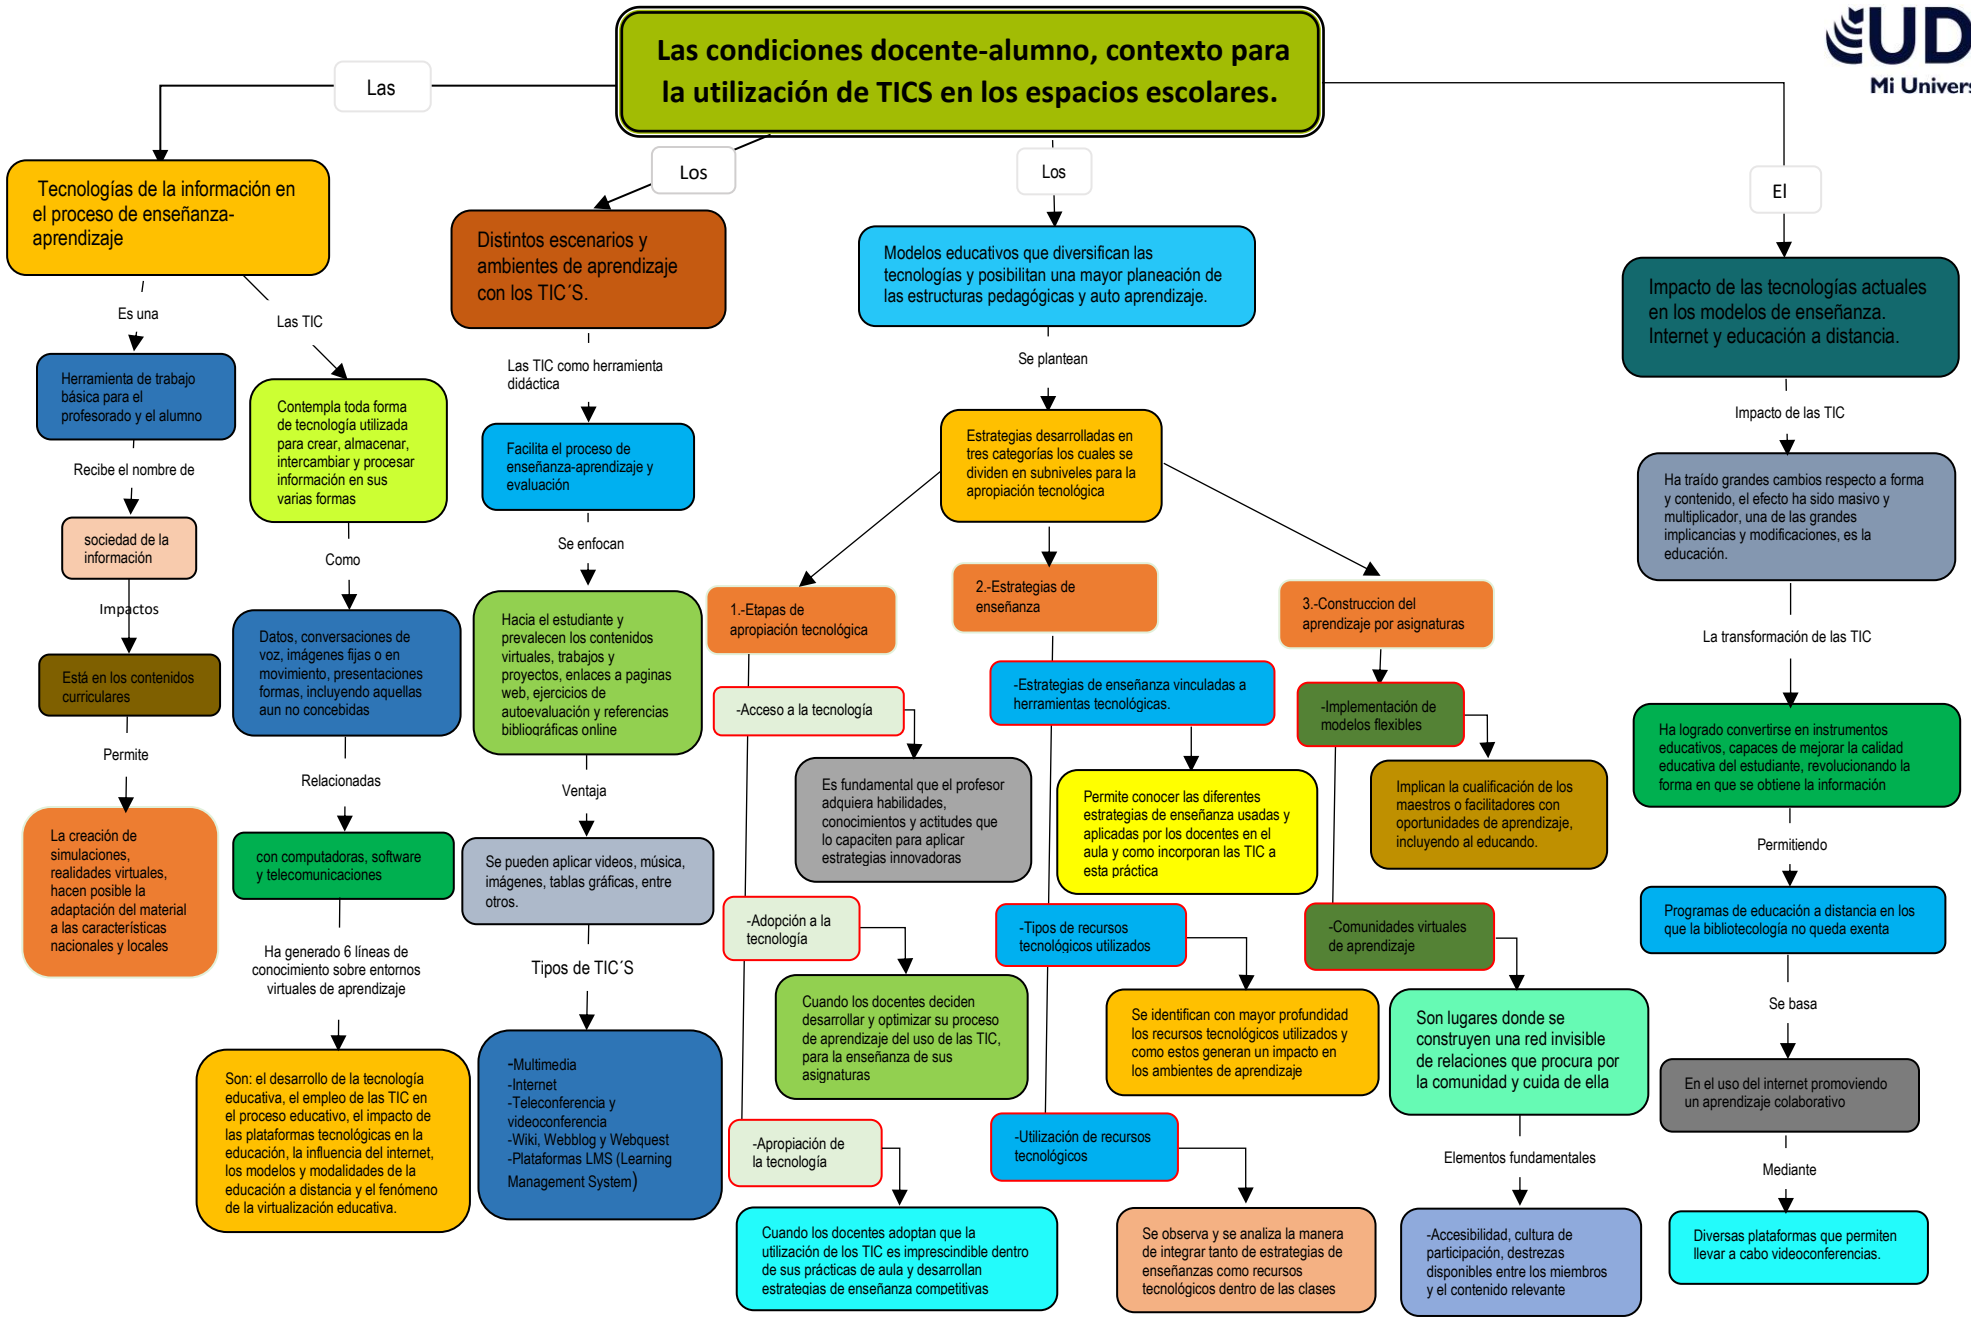 Las condiciones docente-alumno, contexto para
la utilización de TICS en los espacios escolares.
UD
Mi Univers
Las
Los
Los
El
Tecnologías de la información en
el proceso de enseñanza-
aprendizaje
Es una
Herramienta de trabajo
básica para el
profesorado y el alumno
Recibe el nombre de
sociedad de la
información
Impactos
Está en los contenidos
curriculares
Permite
La creación de
simulaciones,
realidades virtuales,
hacen posible la
adaptación del material
a las características
nacionales y locales
Las TIC
Contempla toda forma
de tecnología utilizada
para crear, almacenar,
intercambiar y procesar
información en sus
varias formas
Como
Datos, conversaciones de
voz, imágenes fijas o en
movimiento, presentaciones
formas, incluyendo aquellas
aun no concebidas
Relacionadas
con computadoras, software
y telecomunicaciones
Ha generado 6 líneas de
conocimiento sobre entornos
virtuales de aprendizaje
Son: el desarrollo de la tecnología
educativa, el empleo de las TIC en
el proceso educativo, el impacto de
las plataformas tecnológicas en la
educación, la influencia del internet,
los modelos y modalidades de la
educación a distancia y el fenómeno
de la virtualización educativa.
Distintos escenarios y
ambientes de aprendizaje
con los TIC´S.
Las TIC como herramienta
didáctica
Facilita el proceso de
enseñanza-aprendizaje y
evaluación
Se enfocan
Hacia el estudiante y
prevalecen los contenidos
virtuales, trabajos y
proyectos, enlaces a paginas
web, ejercicios de
autoevaluación y referencias
bibliográficas online
Ventaja
Se pueden aplicar videos, música,
imágenes, tablas gráficas, entre
otros.
Tipos de TIC´S
-Multimedia
-Internet
-Teleconferencia y
videoconferencia
-Wiki, Webblog y Webquest
-Plataformas LMS (Learning
Management System)
Modelos educativos que diversifican las
tecnologías y posibilitan una mayor planeación de
las estructuras pedagógicas y auto aprendizaje.
Se plantean
Estrategias desarrolladas en
tres categorías los cuales se
dividen en subniveles para la
apropiación tecnológica
1.-Etapas de
apropiación tecnológica
-Acceso a la tecnología
Es fundamental que el profesor
adquiera habilidades,
conocimientos y actitudes que
lo capaciten para aplicar
estrategias innovadoras
-Adopción a la
tecnología
Cuando los docentes deciden
desarrollar y optimizar su proceso
de aprendizaje del uso de las TIC,
para la enseñanza de sus
asignaturas
-Apropiación de
la tecnología
Cuando los docentes adoptan que la
utilización de los TIC es imprescindible dentro
de sus prácticas de aula y desarrollan
estrategias de enseñanza competitivas
2.-Estrategias de
enseñanza
-Estrategias de enseñanza vinculadas a
herramientas tecnológicas.
Permite conocer las diferentes
estrategias de enseñanza usadas y
aplicadas por los docentes en el
aula y como incorporan las TIC a
esta práctica
-Tipos de recursos
tecnológicos utilizados
Se identifican con mayor profundidad
los recursos tecnológicos utilizados y
como estos generan un impacto en
los ambientes de aprendizaje
-Utilización de recursos
tecnológicos
Se observa y se analiza la manera
de integrar tanto de estrategias de
enseñanzas como recursos
tecnológicos dentro de las clases
3.-Construccion del
aprendizaje por asignaturas
-Implementación de
modelos flexibles
Implican la cualificación de los
maestros o facilitadores con
oportunidades de aprendizaje,
incluyendo al educando.
-Comunidades virtuales
de aprendizaje
Son lugares donde se
construyen una red invisible
de relaciones que procura por
la comunidad y cuida de ella
Elementos fundamentales
-Accesibilidad, cultura de
participación, destrezas
disponibles entre los miembros
y el contenido relevante
Impacto de las tecnologías actuales
en los modelos de enseñanza.
Internet y educación a distancia.
Impacto de las TIC
Ha traído grandes cambios respecto a forma
y contenido, el efecto ha sido masivo y
multiplicador, una de las grandes
implicancias y modificaciones, es la
educación.
La transformación de las TIC
Ha logrado convertirse en instrumentos
educativos, capaces de mejorar la calidad
educativa del estudiante, revolucionando la
forma en que se obtiene la información
Permitiendo
Programas de educación a distancia en los
que la bibliotecología no queda exenta
Se basa
En el uso del internet promoviendo
un aprendizaje colaborativo
Mediante
Diversas plataformas que permiten
llevar a cabo videoconferencias.